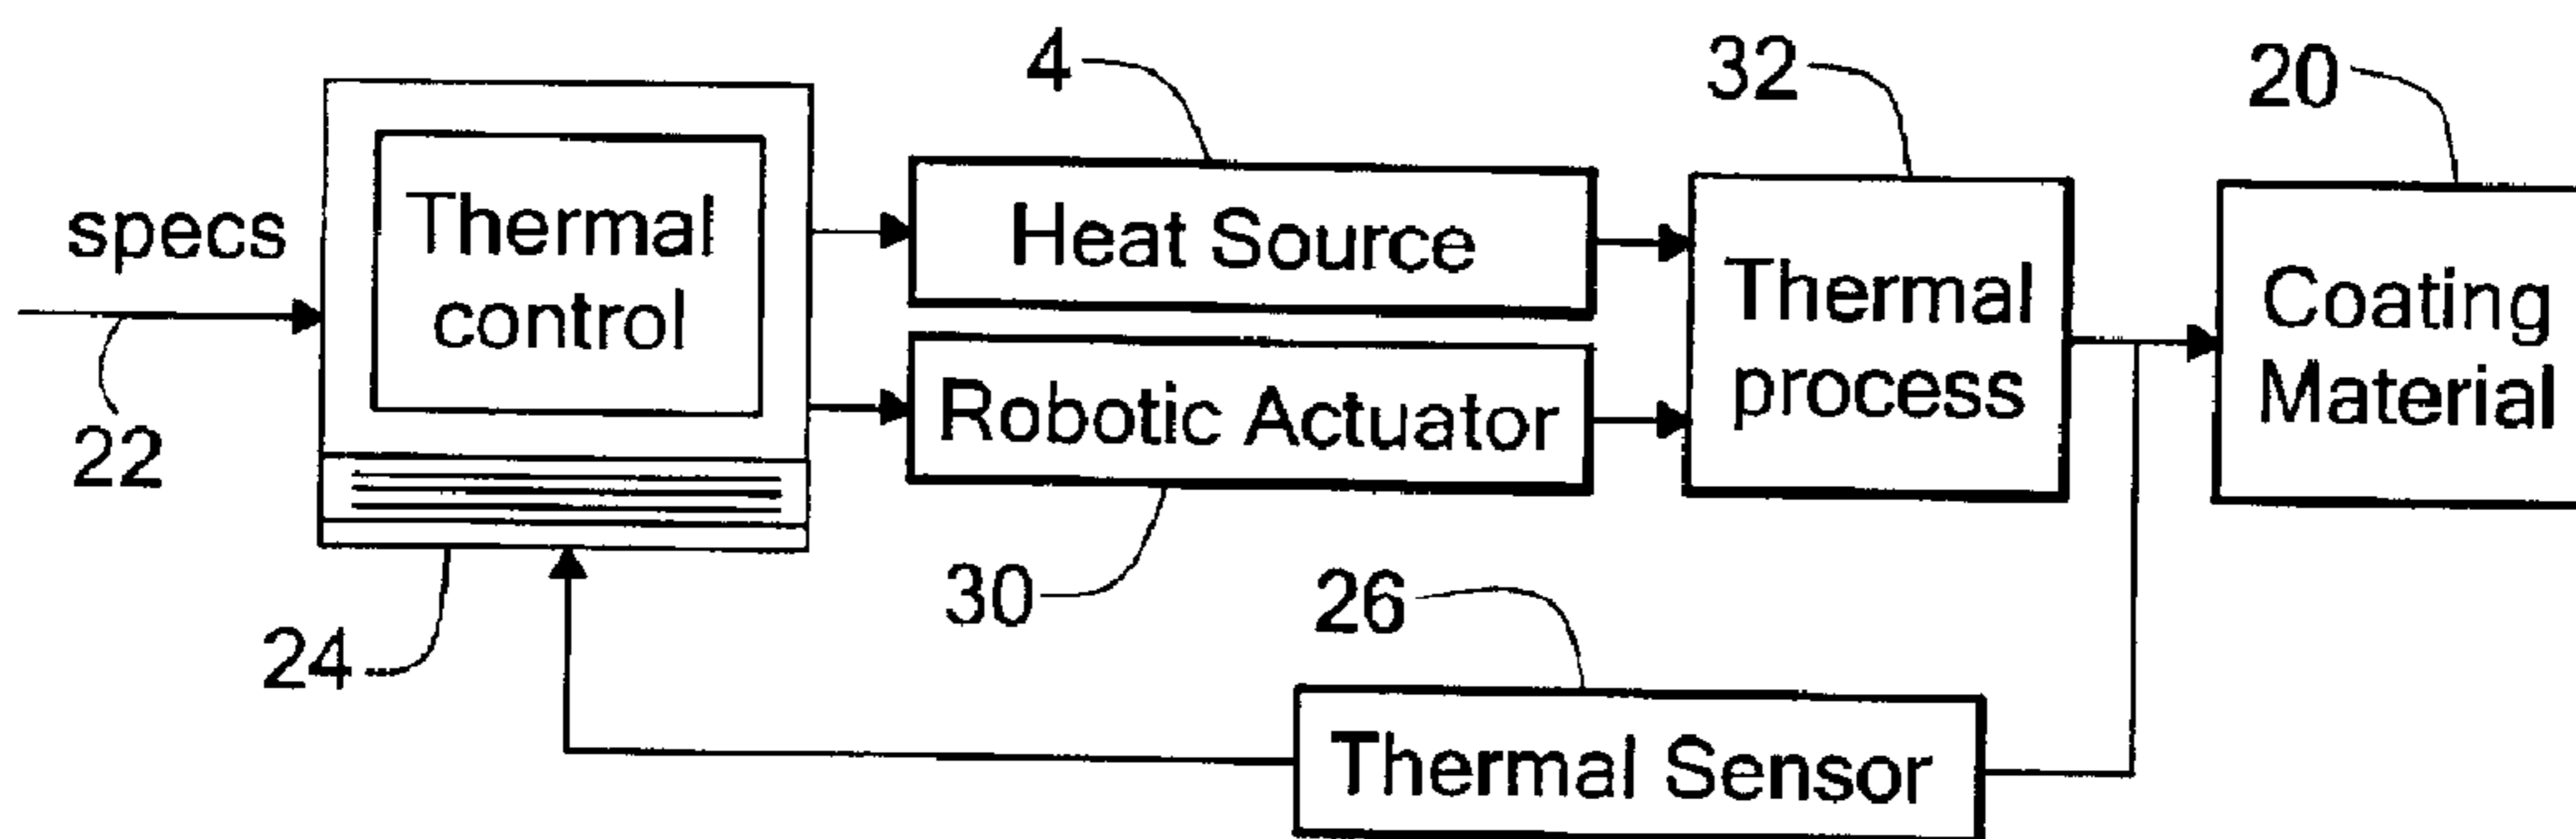 4
32
20
specs
Thermal
control
Heat Source
Thermal
process
Coating
Material
Robotic Actuator
22
30
26
24
Thermal Sensor